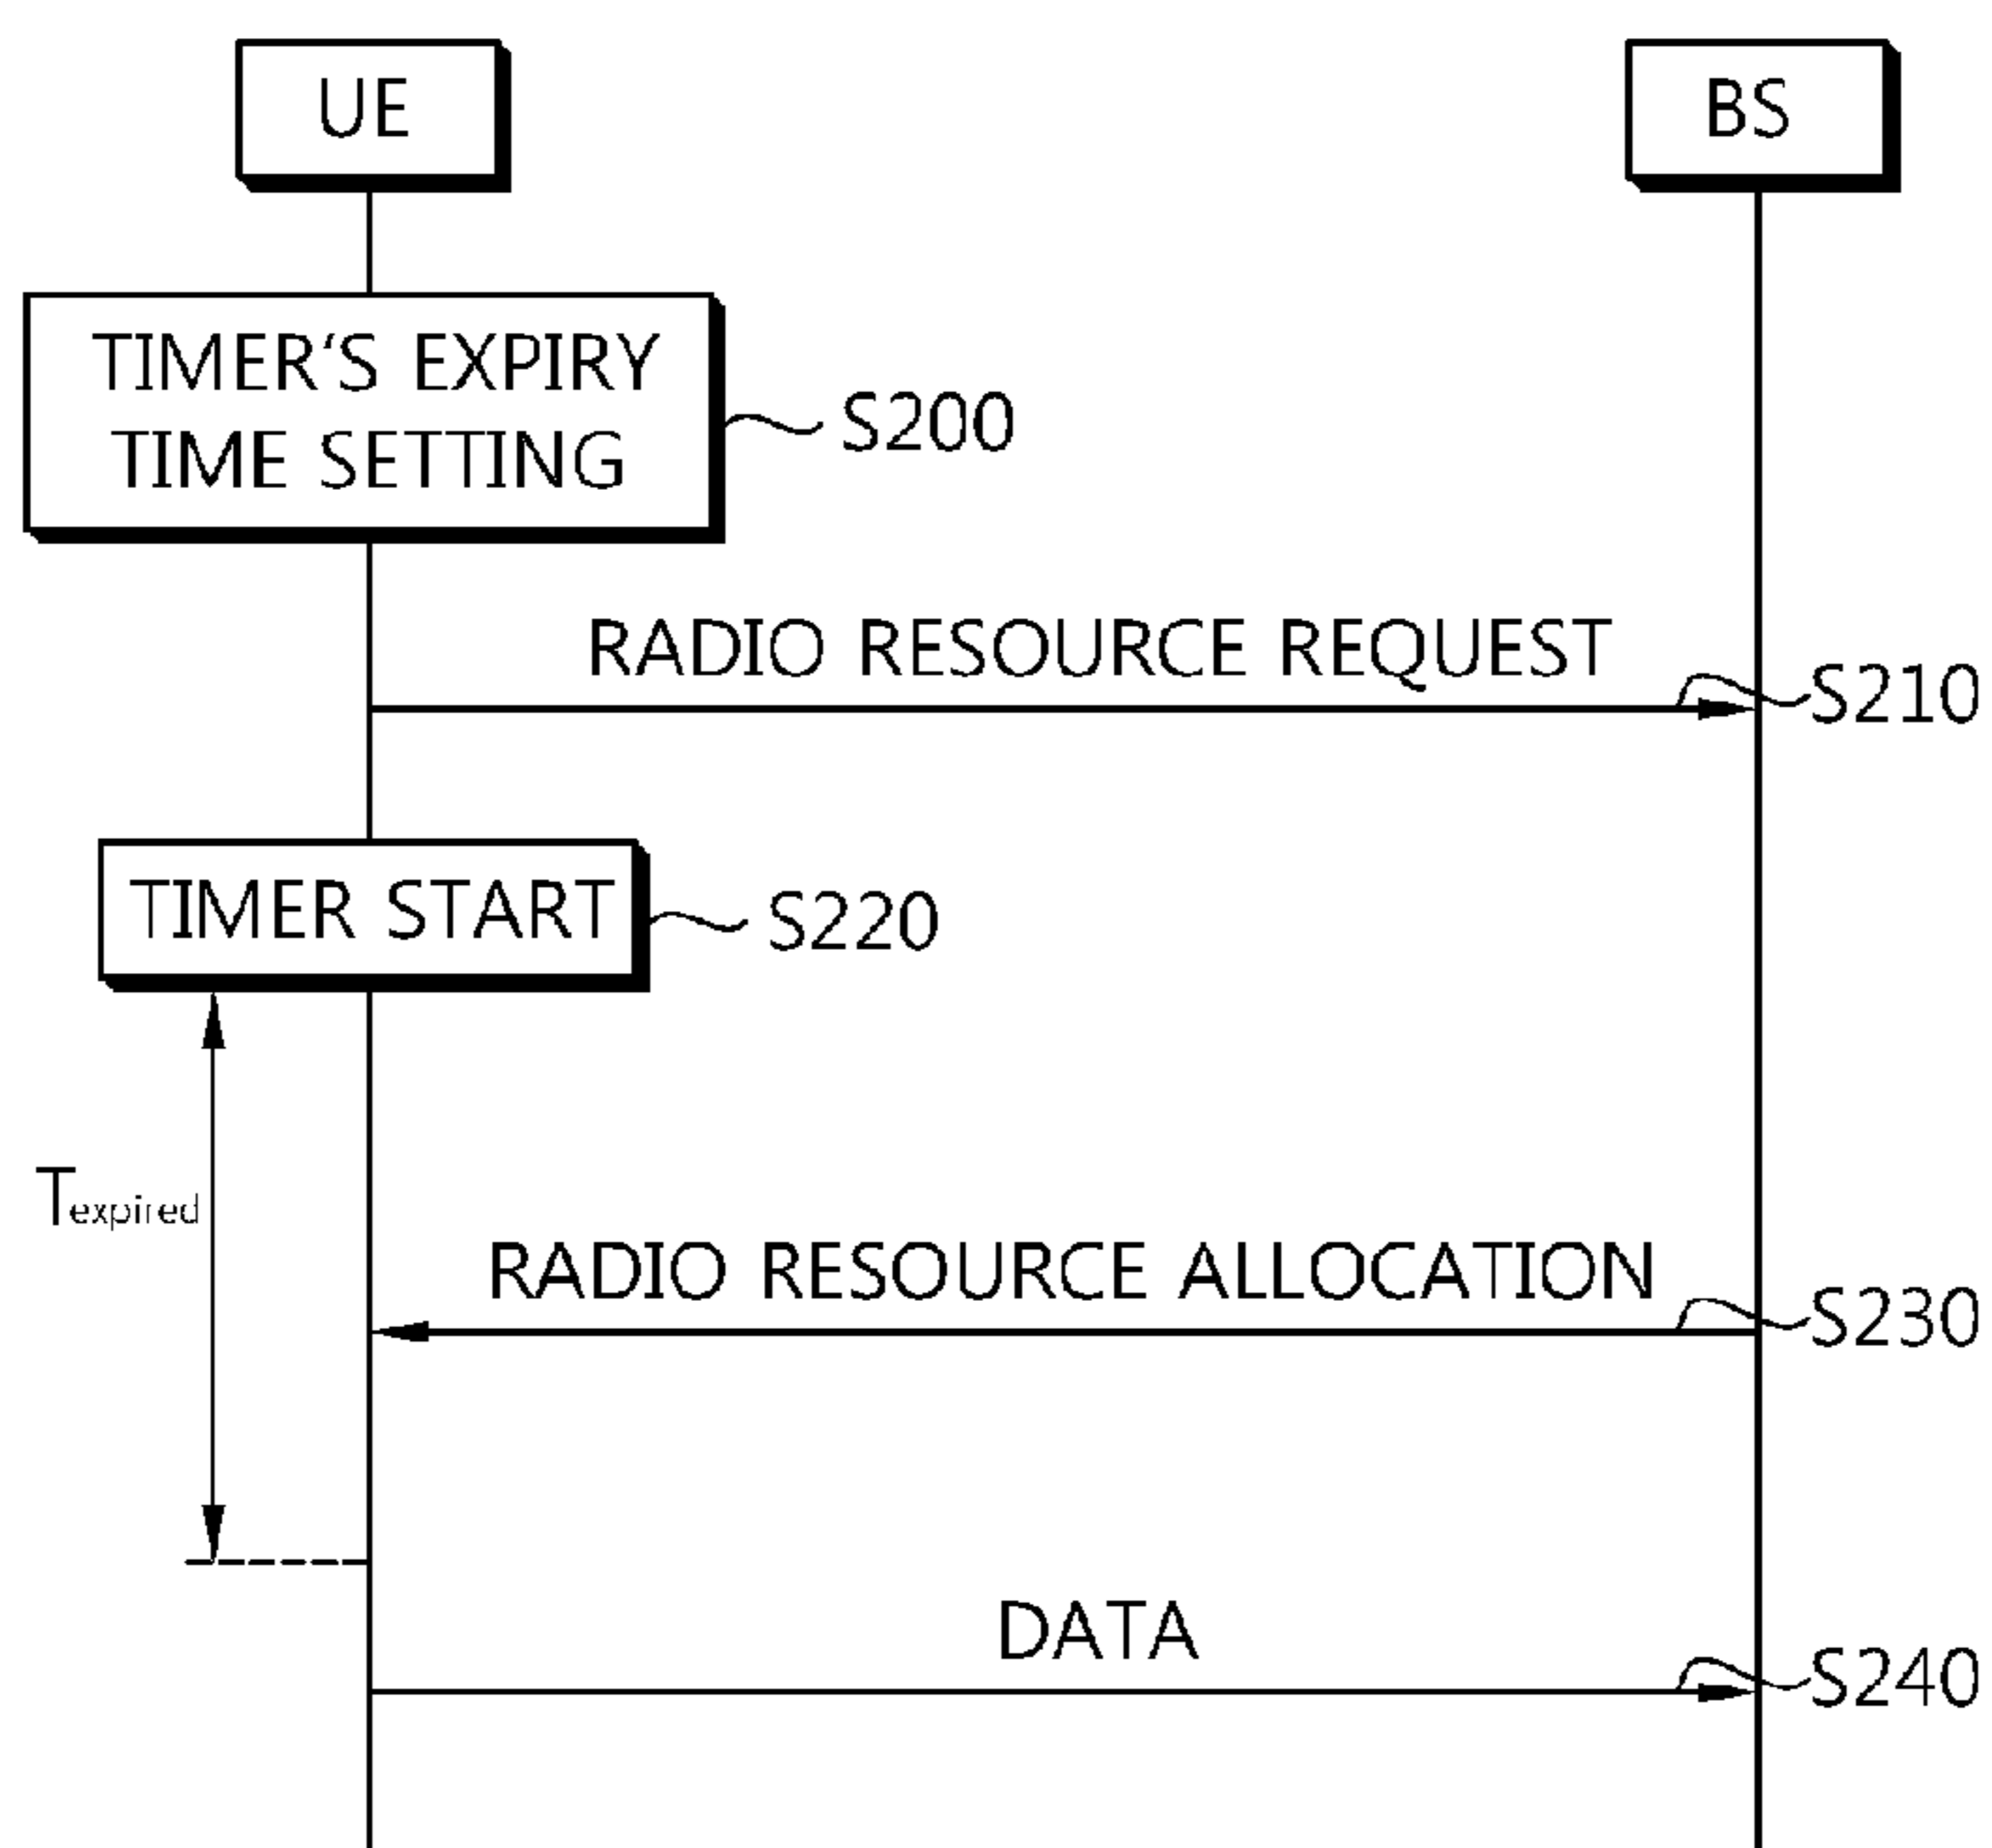 UE
BS
TIMER‘S EXPIRY
TIME SETTING
S200
RADIO RESOURCE REQUEST
S210
TIMER START
S220
Texpired
RADIO RESOURCE ALLOCATION
S230
DATA
S240